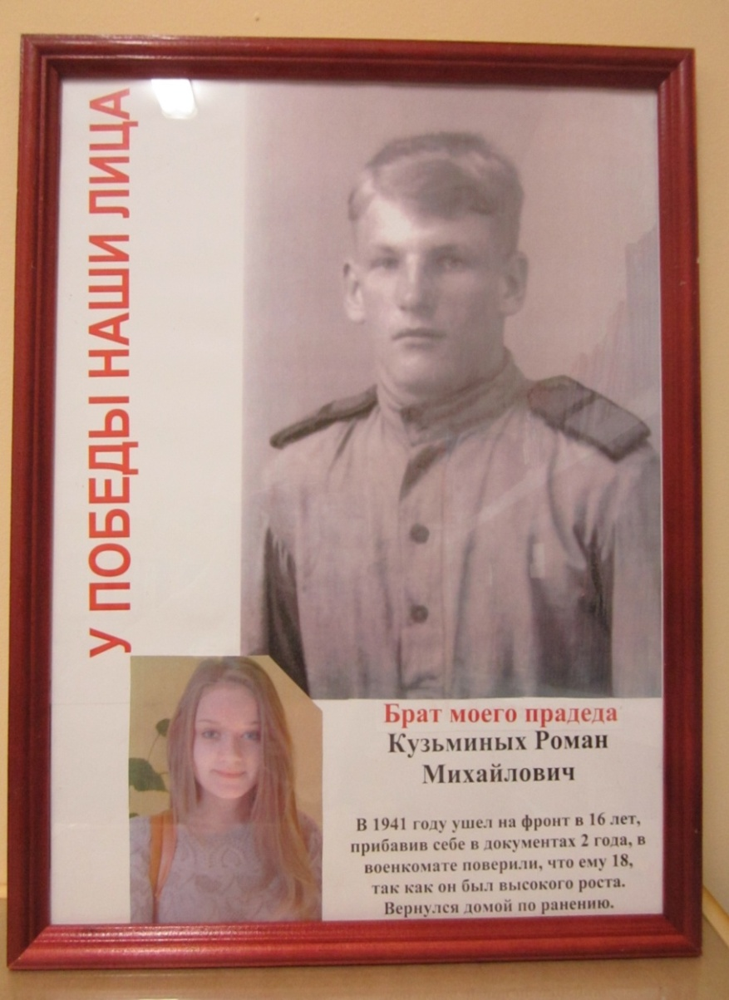 У ПОБЕДЫ НАШИ ЛИЦА
Брат моего прадеда
Кузьминых Роман
Михайлович
В 1941 году ушел на фронт в 16 лет,
прибавив себе в документах 2 года, в
военкомате поверили, что ему 18,
так как он был высокого роста.
Вернулся домой по ранению.